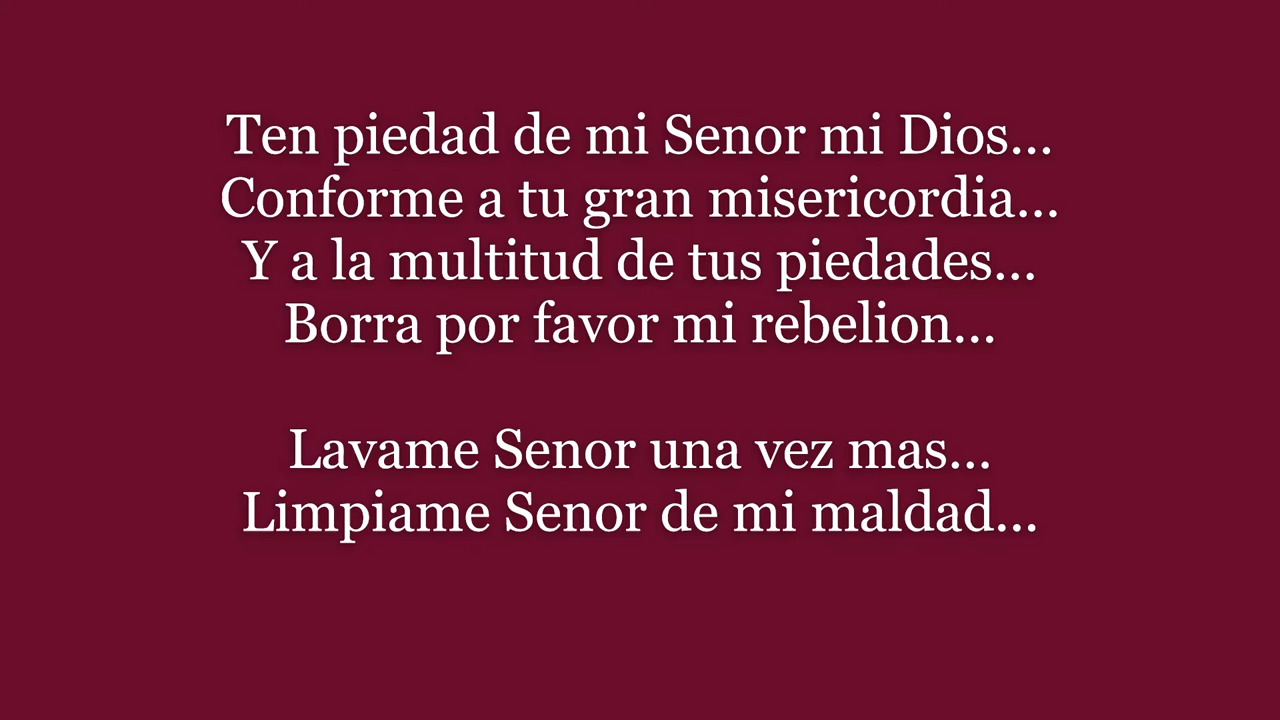 Ten piedad de mi Senor mi Dios...
Conforme a tu gran misericordia...
Y a la multitud de tus piedades...
Borra por favor mi rebelion...
Lavame Senor una vez mas...
Limpiame Senor de mi maldad...